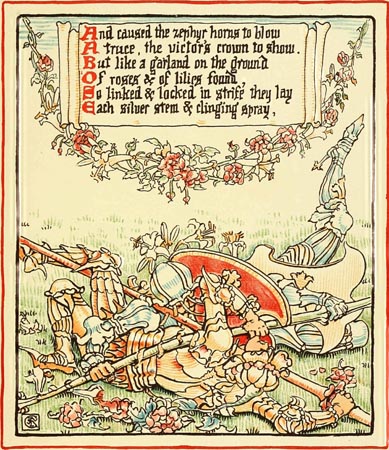 And caused the zephyr horns to blow
A truce, the victor's crown to show.
But like a garland on the ground
Of roses & of lilies found,
So linked & locked in strife they lay
Each silver stem & clinging spray,